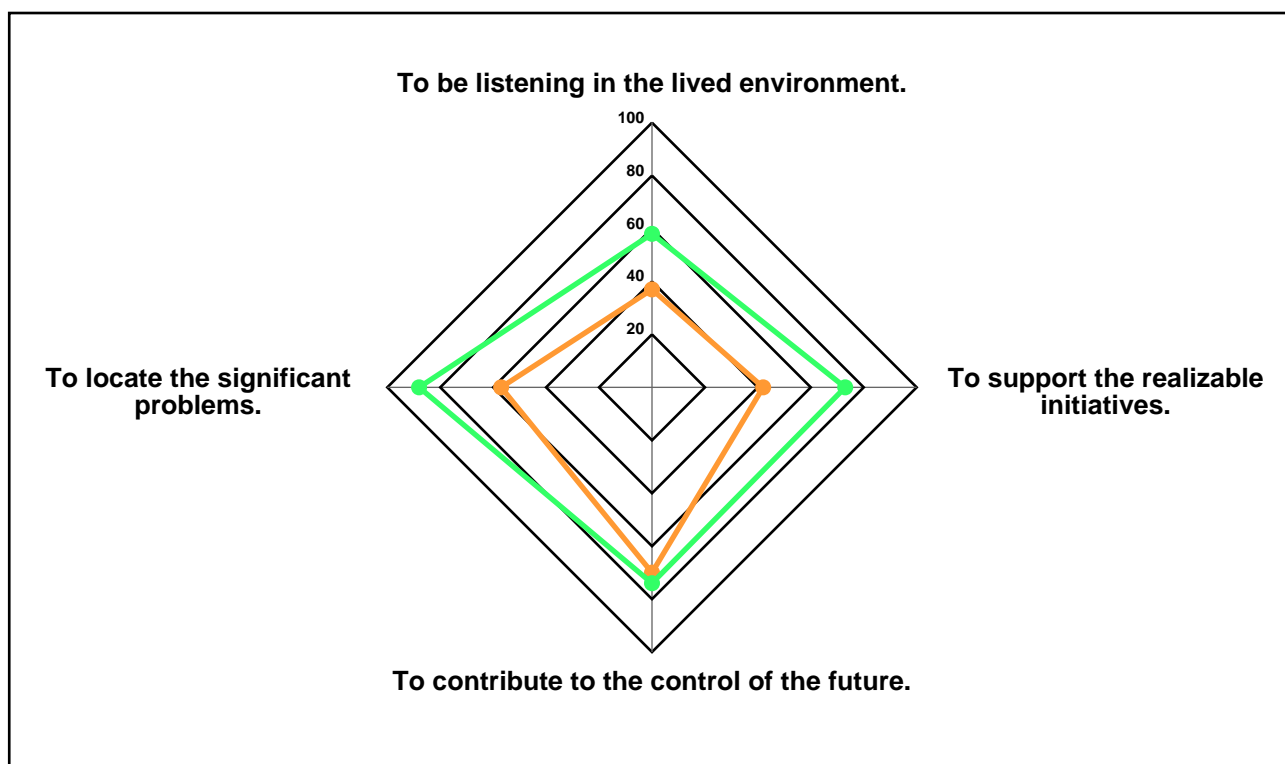 To be listening in the lived environment.
100
80
60
40
20
To locate the significant
problems.
To support the realizable
initiatives.
To contribute to the control of the future.